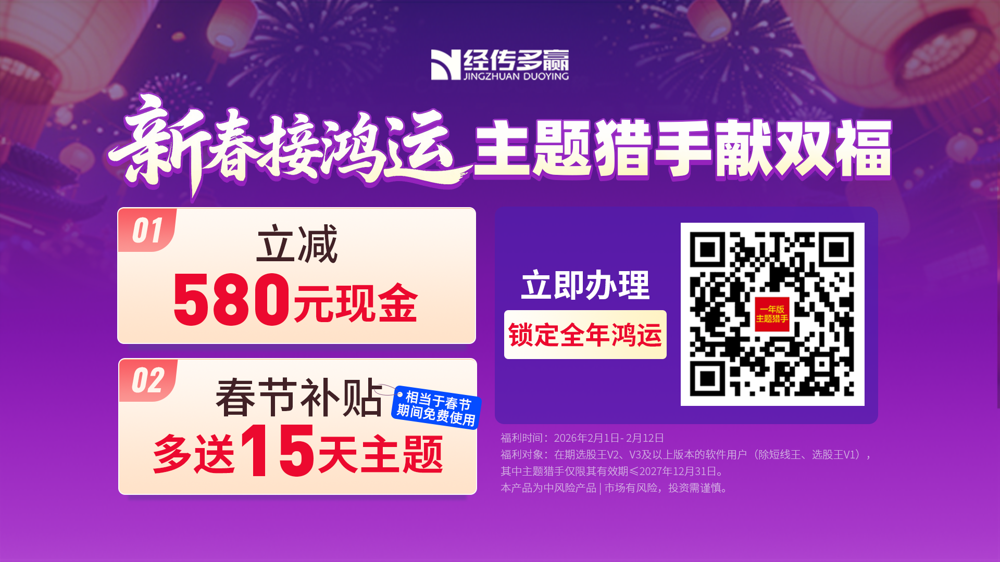 经传多赢
JINGZHUAN DUOYING
新春接鸿运 主题猎手献双福
01
立减
580元现金
02
春节补贴
相当于春节
期间免费使用
多送15天主题
立即办理
锁定全年鸿运
一年版
主题猎手
福利时间：2026年2月1日- 2月12日
福利对象：在期选股王V2、V3及以上版本的软件用户（除短线王、选股王V1），
其中主题猎手仅限其有效期≤2027年12月31日。
本产品为中风险产品 | 市场有风险，投资需谨慎。